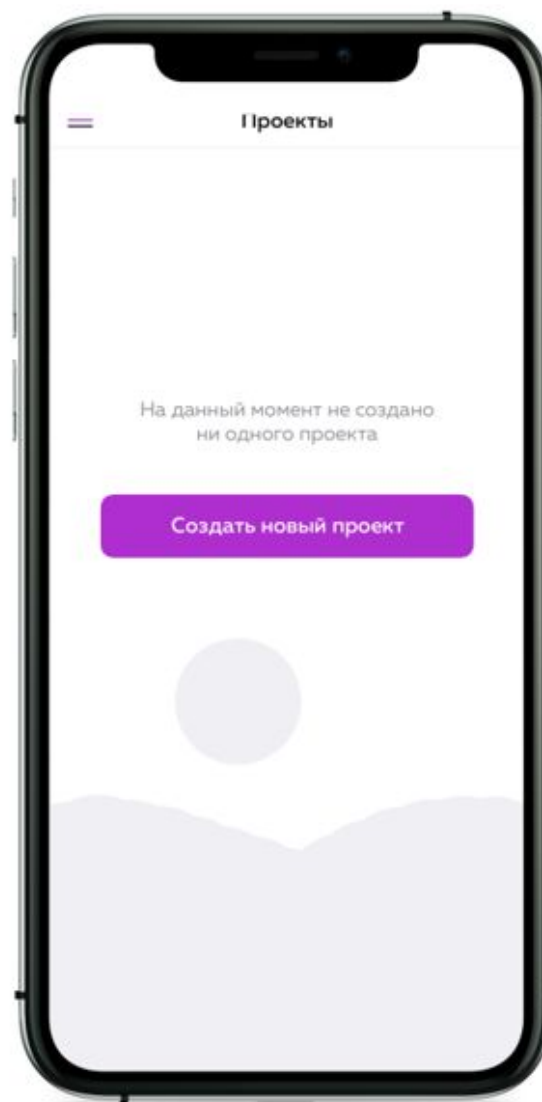 Проекты
На данный момент не создано
ни одного проекта
Создать новый проект